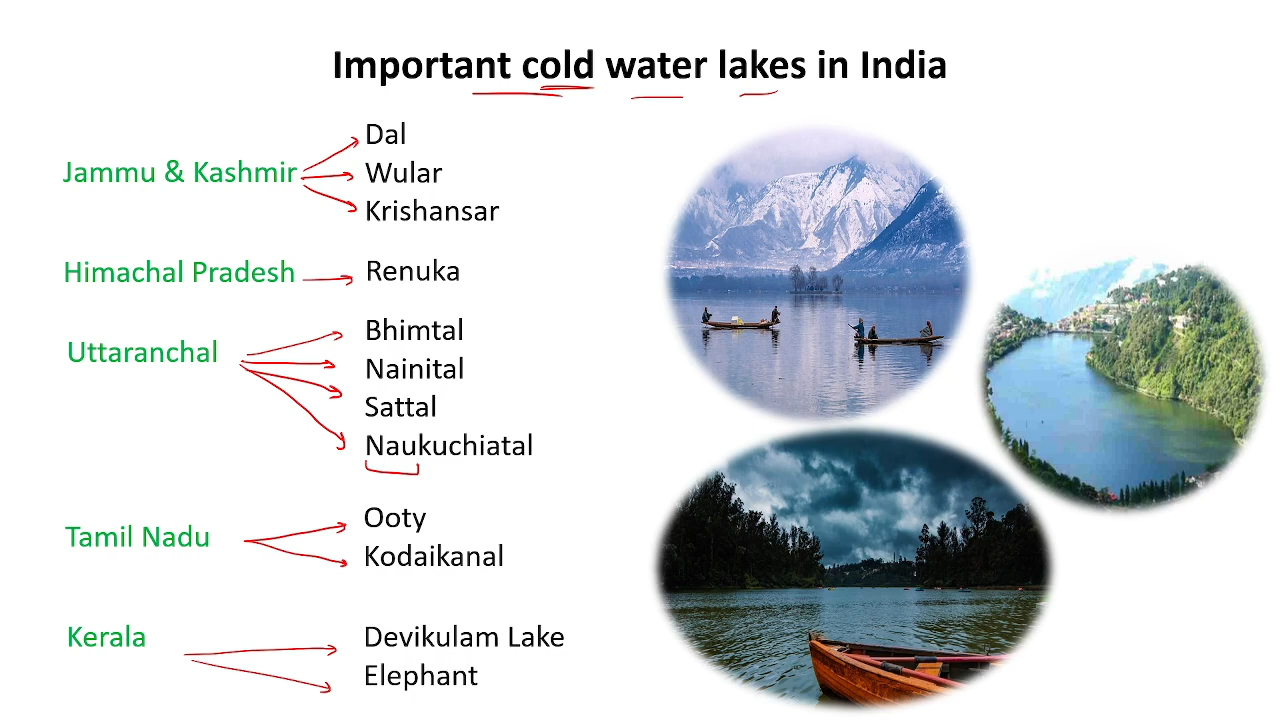 Important cold water lakes in India
Jammu & Kashmir
Dal
Wular
Krishansar
Himachal Pradesh
Renuka
Uttaranchal
Bhimtal
Nainital
Sattal
Naukuchiatal
Tamil Nadu
Ooty
Kodaikanal
Kerala
Devikulam Lake
Elephant